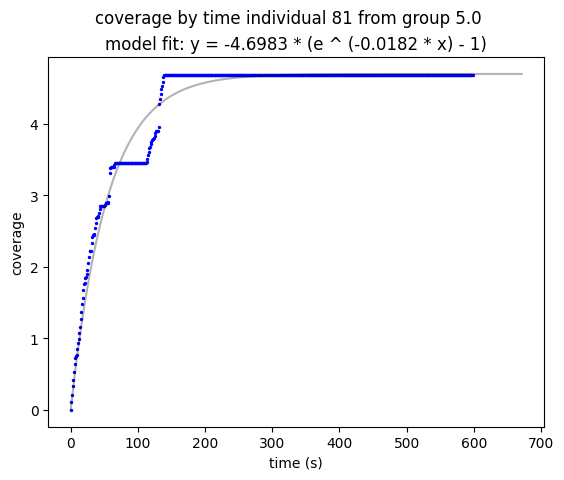 coverage by time individual 81 from group 5.0
model fit: y = -4.6983 * (e ^ (-0.0182 * x) - 1)
4
3
2
1
0
coverage
0 100 200 300 400 500 600 700
time (s)